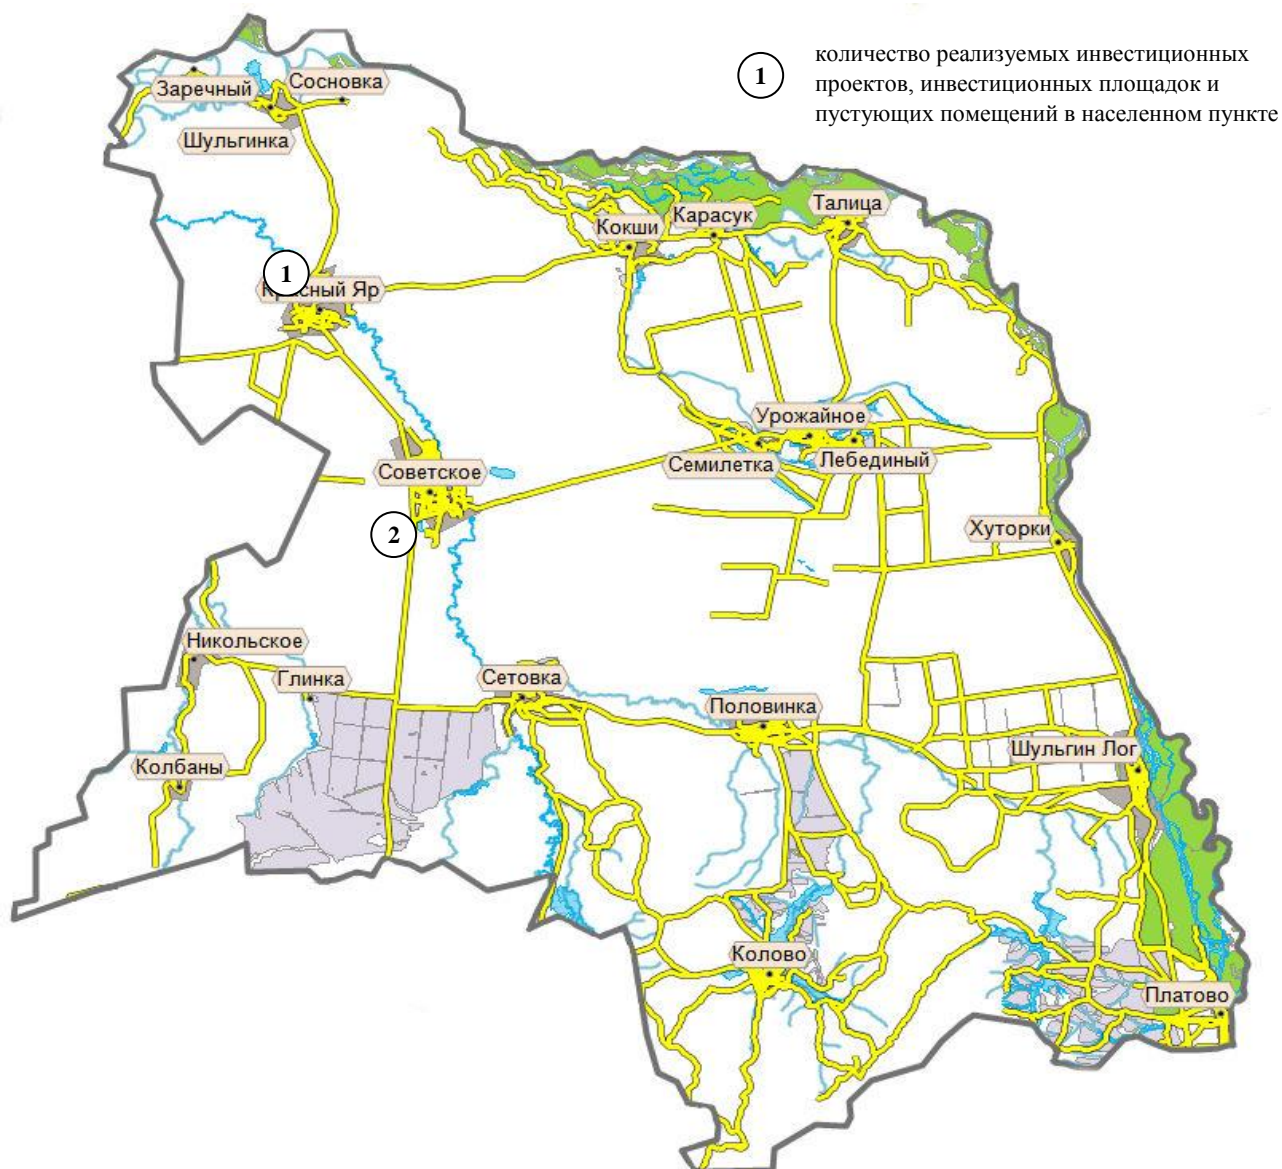 1
количество реализуемых инвестиционных
проектов, инвестиционных площадок и
пустующих помещений в населенном пункте
Заречный
Сосновка
Шульгинка
Талица
Карасук
Кокши
1
Красный Яр
Урожайное
Лебединый
Семилетка
Советское
2
Хуторки
Никольское
Глинка
Сетовка
Половинка
Шульгин Лог
Колбаны
Колово
Платово